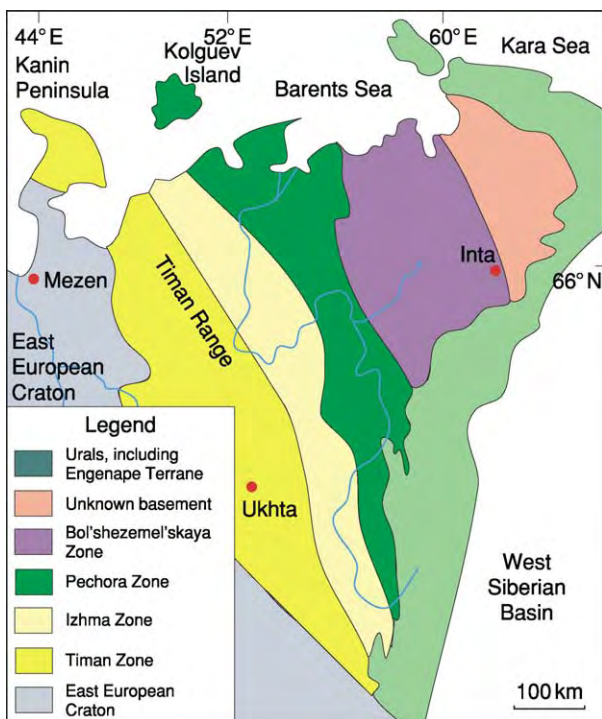 44°E
52°E
60°E
Kara Sea
Kanin
Peninsula
Kolguev
Island
Barents Sea
Inta
66°N
Mezen
Timan Range
East
European
Craton
Legend
Urals, including
Engenape Terrane
Unknown basement
Bol'shezemel'skaya
Zone
Pechora Zone
Izhma Zone
Timan Zone
East European
Craton
Ukhta
West
Siberian
Basin
100 km